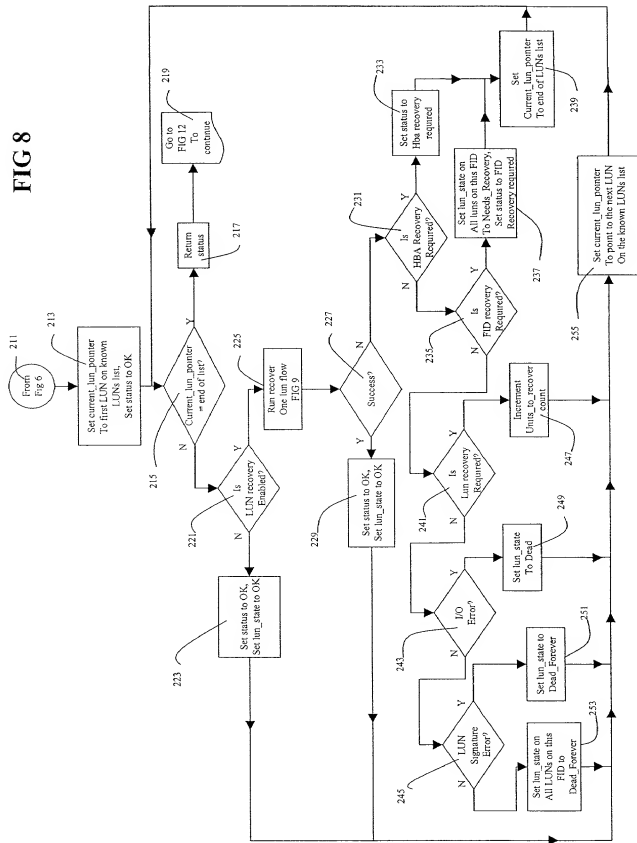 FIG 8
211
From
Fig 6
213
Set current_lun_pointer
To first LUN on known
LUNs list,
Set status to OK
215
Current_lun_pointer
= end of list?
Y
N
Return
status
217
219
Go to
FIG 12
To
continue
221
Is
LUN recovery
Enabled?
Y
N
223
Set status to OK,
Set lun_state to OK
225
Run recover
One lun flow
FIG 9
227
Success?
Y
N
229
Set status to OK,
Set lun_state to OK
231
Is
HBA Recovery
Required?
Y
N
233
Set status to
Hba recovery
required
235
Is
FID recovery
Required?
Y
N
Set lun_state on
All luns on this FID
To Needs_Recovery,
Set status to FID
Recovery required
237
Set
Current_lun_pointer
To end of LUNs list
239
241
Is
Lun recovery
Required?
Y
N
Increment
Units_to_recover
count
247
243
I/O
Error?
Y
N
249
Set lun_state
To Dead
245
LUN
Signature
Error?
Y
N
251
Set lun_state to
Dead_Forever
253
Set lun_state on
All LUNs on this
FID to
Dead_Forever
255
Set current_lun_pointer
To point to the next LUN
On the known LUNs list